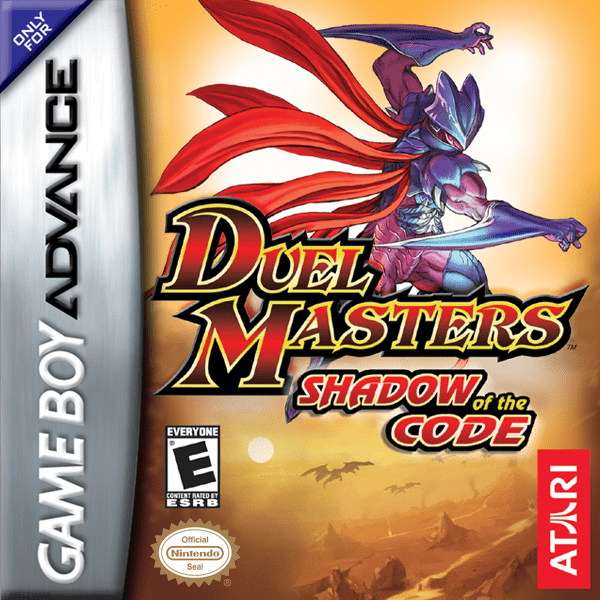 ONLY
FOR
GAME BOY ADVANCE
DUEL
MASTERS
TM
SHADOW
of the
CODE
EVERYONE
E
®
CONTENT RATED BY
ESRB
Official
Nintendo
Seal
®
ATARI